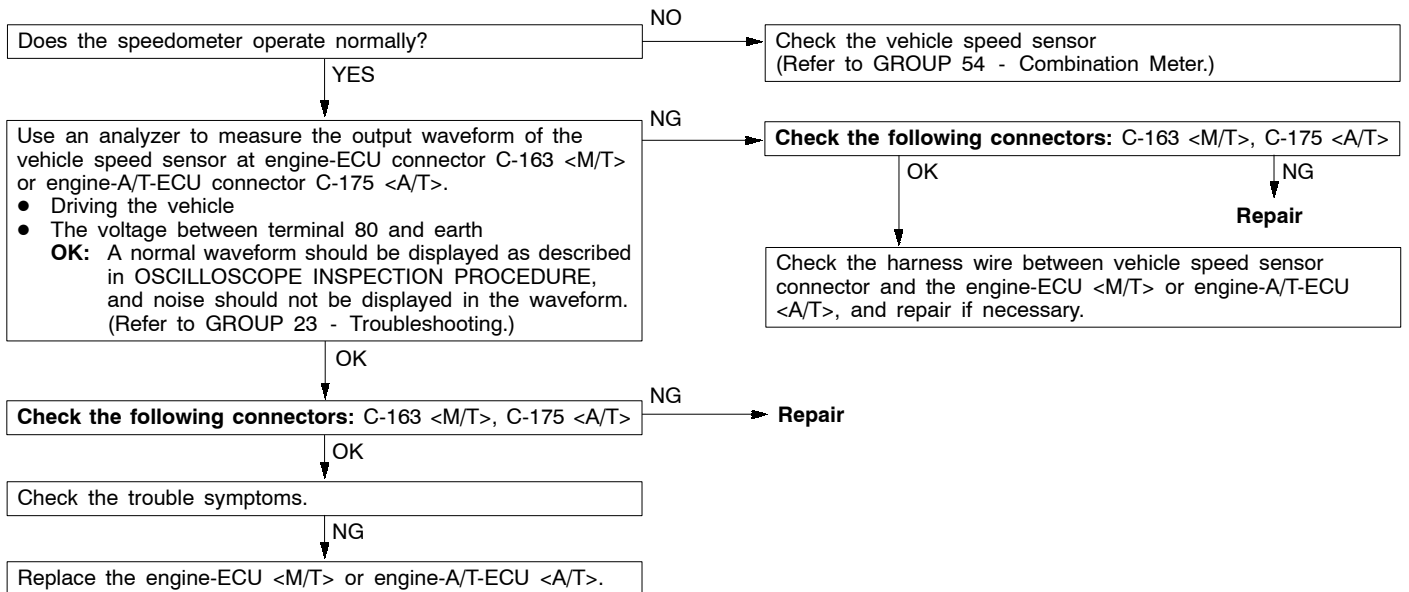 NO
Does the speedometer operate normally?
Check the vehicle speed sensor
(Refer to GROUP 54 - Combination Meter.)
YES
NG
Use an analyzer to measure the output waveform of the
vehicle speed sensor at engine-ECU connector C-163 <M/T>
or engine-A/T-ECU connector C-175 <A/T>.
• Driving the vehicle
• The voltage between terminal 80 and earth
OK: A normal waveform should be displayed as described
in OSCILLOSCOPE INSPECTION PROCEDURE,
and noise should not be displayed in the waveform.
(Refer to GROUP 23 - Troubleshooting.)
Check the following connectors: C-163 <M/T>, C-175 <A/T>
OK
NG
Repair
Check the harness wire between vehicle speed sensor
connector and the engine-ECU <M/T> or engine-A/T-ECU
<A/T>, and repair if necessary.
OK
NG
Check the following connectors: C-163 <M/T>, C-175 <A/T>
Repair
OK
Check the trouble symptoms.
NG
Replace the engine-ECU <M/T> or engine-A/T-ECU <A/T>.